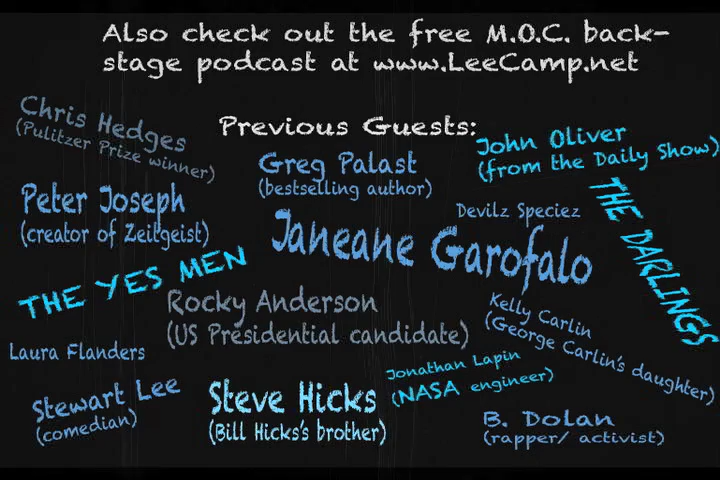 Also check out the free M.O.C. back-
stage podcast at www.LeeCamp.net
Previous Guests:
Chris Hedges
(Pulitzer Prize winner)
Greg Palast
(bestselling author)
John Oliver
(from the Daily Show)
Peter Joseph
(creator of Zeitgeist)
Janeane Garofalo
Devilz Speciez
THE DARLINGS
THE YES MEN
Rocky Anderson
(US Presidential candidate)
Kelly Carlin
(George Carlin's daughter)
Laura Flanders
Stewart Lee
(comedian)
Steve Hicks
(Bill Hicks's brother)
Jonathan Lapin
(NASA engineer)
B. Dolan
(rapper/ activist)